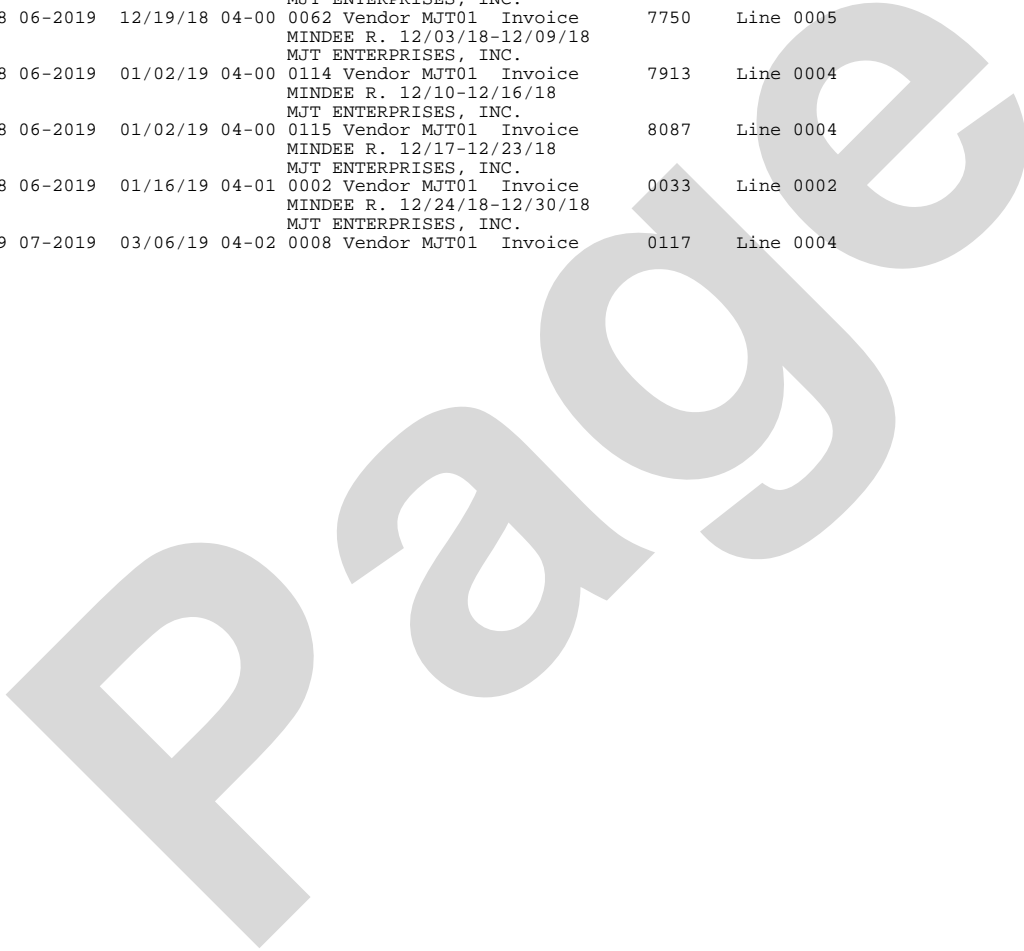 MJT ENTERPRISES, INC.
8 06-2019 12/19/18 04-00 0062 Vendor MJT01 Invoice 7750 Line 0005
MINDEE R. 12/03/18-12/09/18
MJT ENTERPRISES, INC.
8 06-2019 01/02/19 04-00 0114 Vendor MJT01 Invoice 7913 Line 0004
MINDEE R. 12/10-12/16/18
MJT ENTERPRISES, INC.
8 06-2019 01/02/19 04-00 0115 Vendor MJT01 Invoice 8087 Line 0004
MINDEE R. 12/17-12/23/18
MJT ENTERPRISES, INC.
8 06-2019 01/16/19 04-01 0002 Vendor MJT01 Invoice 0033 Line 0002
MINDEE R. 12/24/18-12/30/18
MJT ENTERPRISES, INC.
9 07-2019 03/06/19 04-02 0008 Vendor MJT01 Invoice 0117 Line 0004
Page